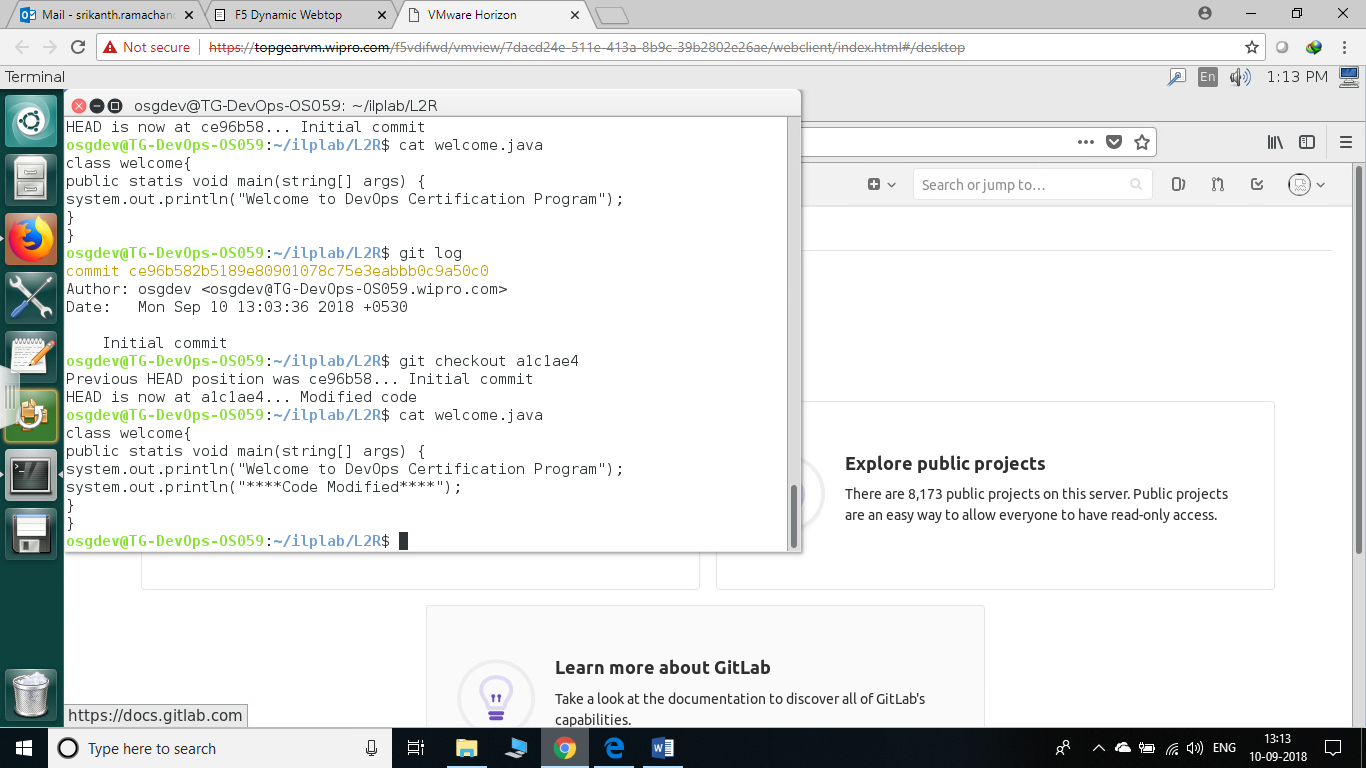 Mail - srikanth.ramachand
F5 Dynamic Webtop
VMware Horizon
Not secure
https://topgearvm.wipro.com/f5vdifwd/vmview/7dacd24e-511e-413a-8b9c-39b2802e26ae/webclient/index.html#/desktop
Terminal
En
1:13 PM
osgdev@TG-DevOps-OS059: ~/ilplab/L2R
HEAD is now at ce96b58... Initial commit
osgdev@TG-DevOps-OS059:~/ilplab/L2R$ cat welcome.java
class welcome{
public statis void main(string[] args) {
system.out.println("Welcome to DevOps Certification Program");
}
}
osgdev@TG-DevOps-OS059:~/ilplab/L2R$ git log
commit ce96b582b5189e80901078c75e3eabbb0c9a50c0
Author: osgdev <osgdev@TG-DevOps-OS059.wipro.com>
Date:   Mon Sep 10 13:03:36 2018 +0530
Initial commit
osgdev@TG-DevOps-OS059:~/ilplab/L2R$ git checkout a1c1ae4
Previous HEAD position was ce96b58... Initial commit
HEAD is now at a1c1ae4... Modified code
osgdev@TG-DevOps-OS059:~/ilplab/L2R$ cat welcome.java
class welcome{
public statis void main(string[] args) {
system.out.println("Welcome to DevOps Certification Program");
system.out.println("****Code Modified****");
}
}
osgdev@TG-DevOps-OS059:~/ilplab/L2R$
Search or jump to...
Explore public projects
There are 8,173 public projects on this server. Public projects
are an easy way to allow everyone to have read-only access.
Learn more about GitLab
Take a look at the documentation to discover all of GitLab's
capabilities.
https://docs.gitlab.com
Type here to search
ENG
13:13
10-09-2018